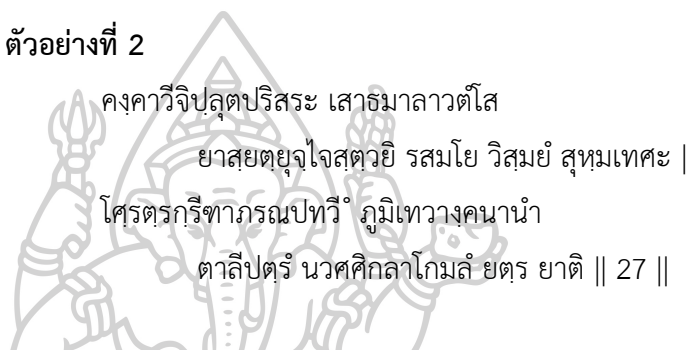 ตัวอย่างที่ 2
คงฺคาวีจิปฺลุตปริสระ เสาธมาลาวตํโส
ยาสฺยตฺยุจฺไจสฺตฺวยิ รสมโย วิสฺมยํ สุหฺมเทศะ |
โศฺรตฺรกฺรีฑาภรณปทวีํ ภูมิเทวางฺคนานำ
ตาลีปตฺรํ นวศศิกลาโกมลํ ยตฺร ยาติ || 27 ||